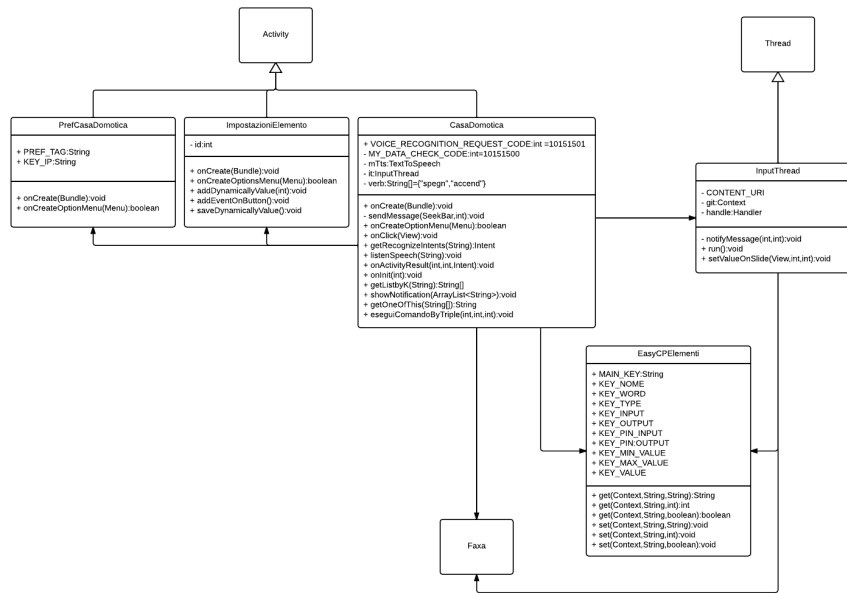 Activity
Thread
PrefCasaDomotica
+ PREF_TAG:String
+ KEY_IP:String
+ onCreate(Bundle):void
+ onCreateOptionMenu(Menu):boolean
ImpostazioniElemento
- id:int
+ onCreate(Bundle):void
+ onCreateOptionsMenu(Menu):boolean
+ addDynamicallyValue(int):void
+ addEventOnButton():void
+ saveDynamicallyValue():void
CasaDomotica
+ VOICE_RECOGNITION_REQUEST_CODE:int =10151501
- MY_DATA_CHECK_CODE:int=10151500
- mTts:TextToSpeech
- it:InputThread
- verb:String[]={"spegn","accend"}
+ onCreate(Bundle):void
- sendMessage(SeekBar,int):void
+ onCreateOptionMenu(Menu):boolean
+ onClick(View):void
+ getRecognizeIntents(String):Intent
+ listenSpeech(String):void
+ onActivityResult(int,int,Intent):void
+ onInit(int):void
+ getListbyK(String):String[]
+ showNotification(ArrayList<String>):void
+ getOneOfThis(String[]):String
+ eseguiComandoByTriple(int,int,int):void
InputThread
- CONTENT_URI
- git:Context
- handle:Handler
- notifyMessage(int,int):void
+ run():void
+ setValueOnSlide(View,int,int):void
EasyCPElementi
+ MAIN_KEY:String
+ KEY_NOME
+ KEY_WORD
+ KEY_TYPE
+ KEY_INPUT
+ KEY_OUTPUT
+ KEY_PIN_INPUT
+ KEY_PIN:OUTPUT
+ KEY_MIN_VALUE
+ KEY_MAX_VALUE
+ KEY_VALUE
+ get(Context,String,String):String
+ get(Context,String,int):int
+ get(Context,String,boolean):boolean
+ set(Context,String,String):void
+ set(Context,String,int):void
+ set(Context,String,boolean):void
Faxa